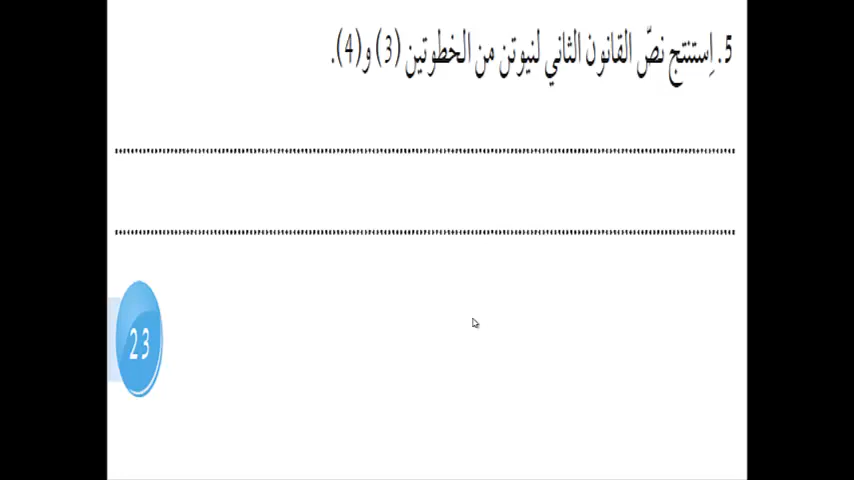 5. اِستنتج نصّ القانون الثاني لنيوتن من الخطوتين (3) و(4).
23